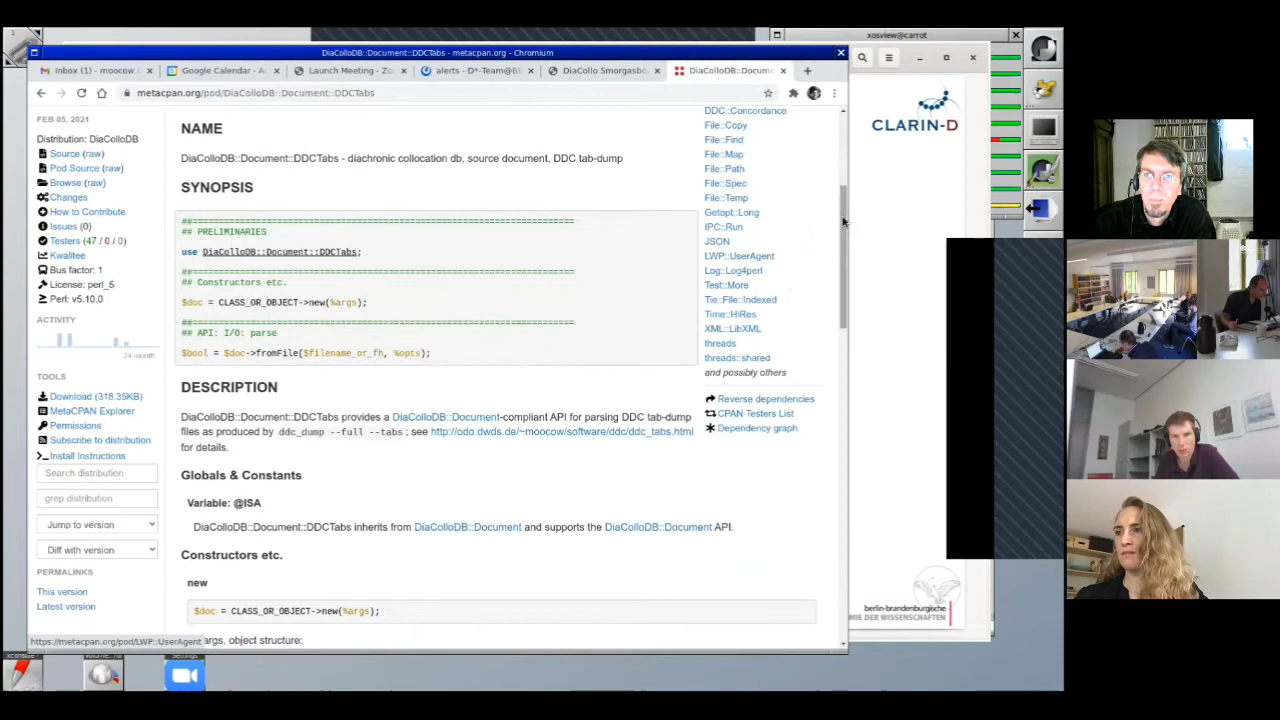 1
xosview@carrot
DiaColloDB::Document::DDCTabs - metacpan.org - Chromium
Inbox (1) - moocow.
Google Calendar - A
Launch Meeting - Zo
alerts - D*-Team@B
DiaCollo Smorgasbo
DiaColloDB::Docume
metacpan.org/pod/DiaColloDB::Document::DDCTabs
FEB 05, 2021
Distribution: DiaColloDB
Source (raw)
Pod Source (raw)
Browse (raw)
Changes
How to Contribute
Issues (0)
Testers (47 / 0 / 0)
Kwalitee
Bus factor: 1
License: perl_5
Perl: v5.10.0
ACTIVITY
24 month
TOOLS
Download (318.35KB)
MetaCPAN Explorer
Permissions
Subscribe to distribution
Install Instructions
Search distribution
grep distribution
Jump to version
Diff with version
PERMALINKS
This version
Latest version
NAME
DiaColloDB::Document::DDCTabs - diachronic collocation db, source document, DDC tab-dump
SYNOPSIS
## PRELIMINARIES
use DiaColloDB::Document::DDCTabs;
## Constructors etc.
$doc = CLASS_OR_OBJECT->new(%args);
## API: I/O: parse
$bool = $doc->fromFile($filename_or_fh, %opts);
DESCRIPTION
DiaColloDB::Document::DDCTabs provides a DiaColloDB::Document-compliant API for parsing DDC tab-dump
files as produced by ddc_dump --full --tabs; see http://odo.dwds.de/~moocow/software/ddc/ddc_tabs.html
for details.
Globals & Constants
Variable: @ISA
DiaColloDB::Document::DDCTabs inherits from DiaColloDB::Document and supports the DiaColloDB::Document API.
Constructors etc.
new
$doc = CLASS_OR_OBJECT->new(%args);
args, object structure:
https://metacpan.org/pod/LWP::UserAgent
DDC::Concordance
File::Copy
File::Find
File::Map
File::Path
File::Spec
File::Temp
Getopt::Long
IPC::Run
JSON
LWP::UserAgent
Log::Log4perl
Test::More
Tie::File::Indexed
Time::HiRes
XML::LibXML
threads
threads::shared
and possibly others
Reverse dependencies
CPAN Testers List
Dependency graph
CLARIN-D
berlin-brandenburgische
MIE DER WISSENSCHAFTEN